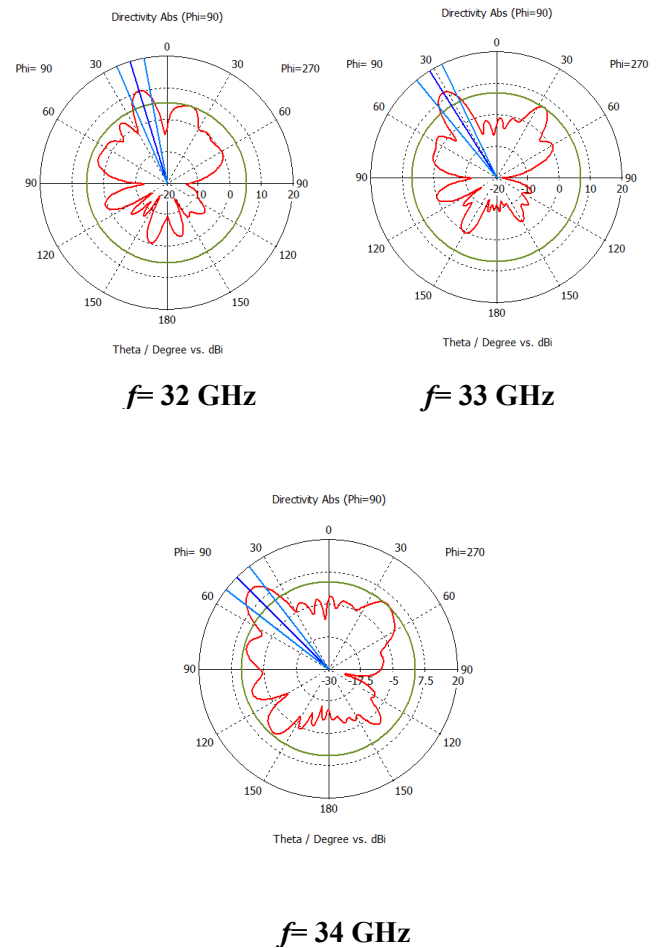 Directivity Abs (Phi=90)
Phi= 90 30 0 30 Phi=270
60 60
90 -20 -10 0 10 20 90
120 120
150 180 150
Theta / Degree vs. dBi
f= 32 GHz
Directivity Abs (Phi=90)
Phi= 90 30 0 30 Phi=270
60 60
90 -20 -10 0 10 20 90
120 120
150 180 150
Theta / Degree vs. dBi
f= 33 GHz
Directivity Abs (Phi=90)
Phi= 90 30 0 30 Phi=270
60 60
90 -30 -17.5 -5 7.5 20 90
120 120
150 180 150
Theta / Degree vs. dBi
f= 34 GHz